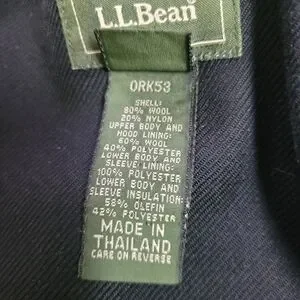 L.L.Bean
ORK53
SHELL:
80% WOOL
20% NYLON
UPPER BODY AND
HOOD LINING:
60% WOOL
40% POLYESTER
LOWER BODY AND
SLEEVE LINING:
100% POLYESTER
LOWER BODY AND
SLEEVE INSULATION:
58% OLEFIN
42% POLYESTER
MADE IN
THAILAND
CARE ON REVERSE